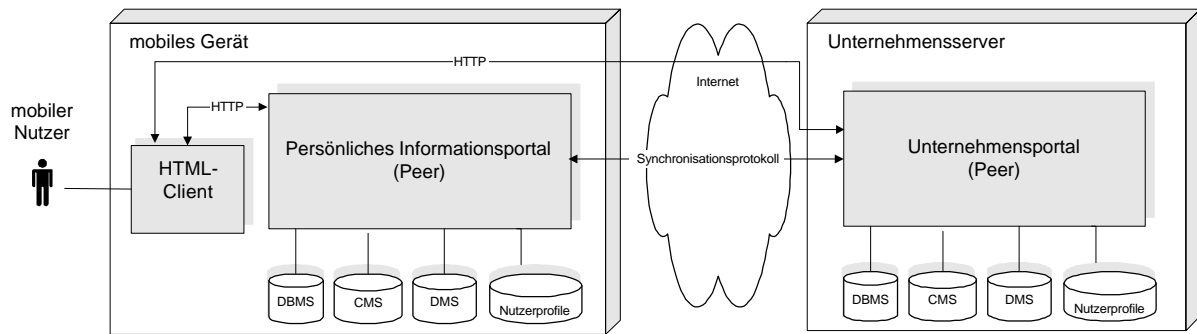 mobiles Gerät
Unternehmensserver
HTTP
Internet
HTTP
mobiler
Nutzer
Persönliches Informationsportal
(Peer)
Synchronisationsprotokoll
Unternehmensportal
(Peer)
HTML-
Client
DBMS
CMS
DMS
Nutzerprofile
DBMS
CMS
DMS
Nutzerprofile